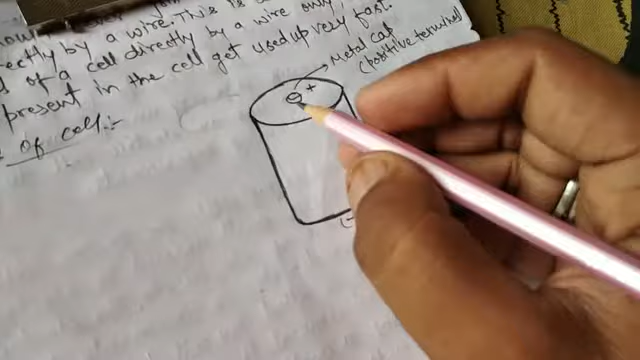 rectly by a wire. This is
d of a cell directly by a wire only,
present in the cell get used up very fast.
of cell:-
Metal cap
(Positive terminal)
+
(-